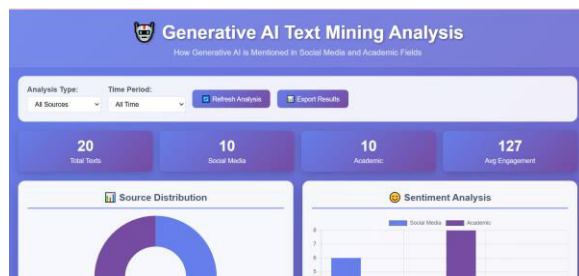 Generative AI Text Mining Analysis
How Generative AI is Mentioned in Social Media and Academic Fields
Analysis Type:
Time Period:
All Sources
All Time
Refresh Analysis
Export Results
20
Total Texts
10
Social Media
10
Academic
127
Avg Engagement
Source Distribution
Sentiment Analysis
Social Media
Academic
8
7
6
5